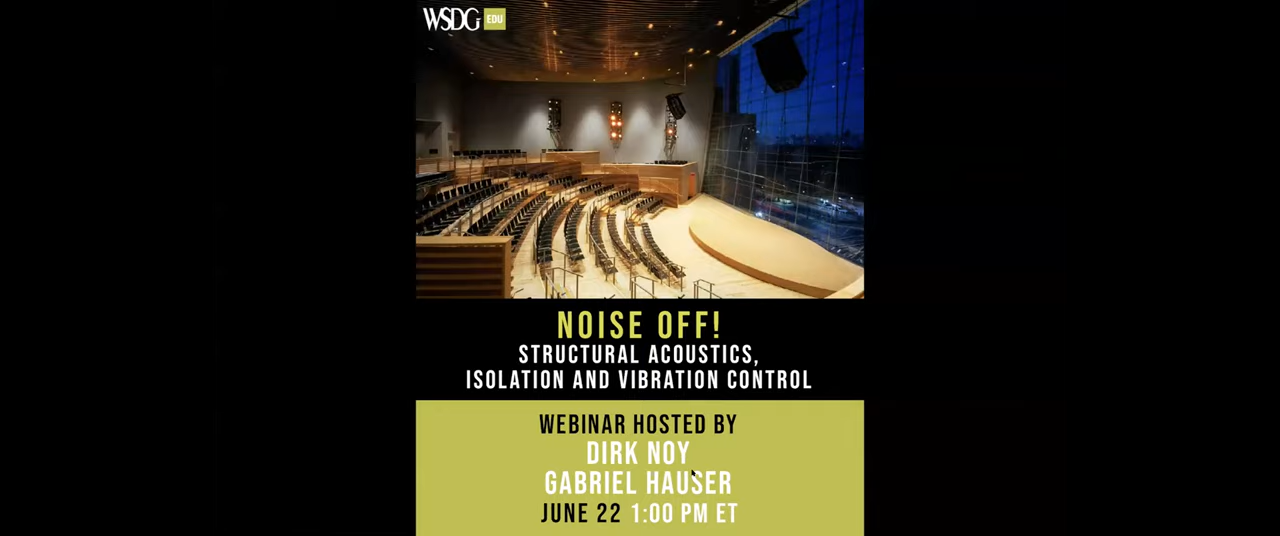 WSDG EDU
NOISE OFF!
STRUCTURAL ACOUSTICS,
ISOLATION AND VIBRATION CONTROL
WEBINAR HOSTED BY
DIRK NOY
GABRIEL HAUSER
JUNE 22 1:00 PM ET